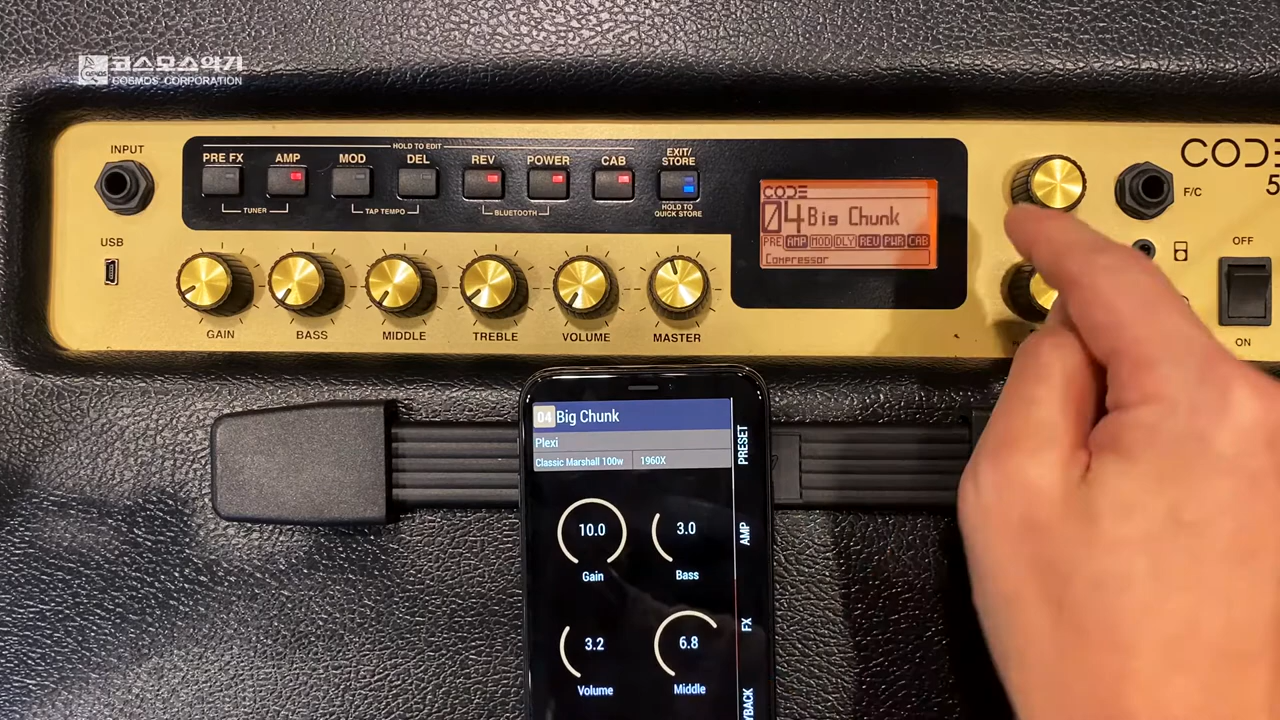 코스모스악기
COSMOS CORPORATION
INPUT
HOLD TO EDIT
PRE FX AMP MOD DEL REV POWER CAB EXIT/STORE
TUNER TAP TEMPO BLUETOOTH HOLD TO QUICK STORE
USB
GAIN BASS MIDDLE TREBLE VOLUME MASTER
CODE
04 Big Chunk
PRE AMP MOD DLY REV PWR CAB
Compressor
CODE
5
F/C
OFF
ON
04 Big Chunk
Plexi
Classic Marshall 100w 1960X
10.0 3.0
Gain Bass
3.2 6.8
Volume Middle
PRESET
AMP
FX
YBACK